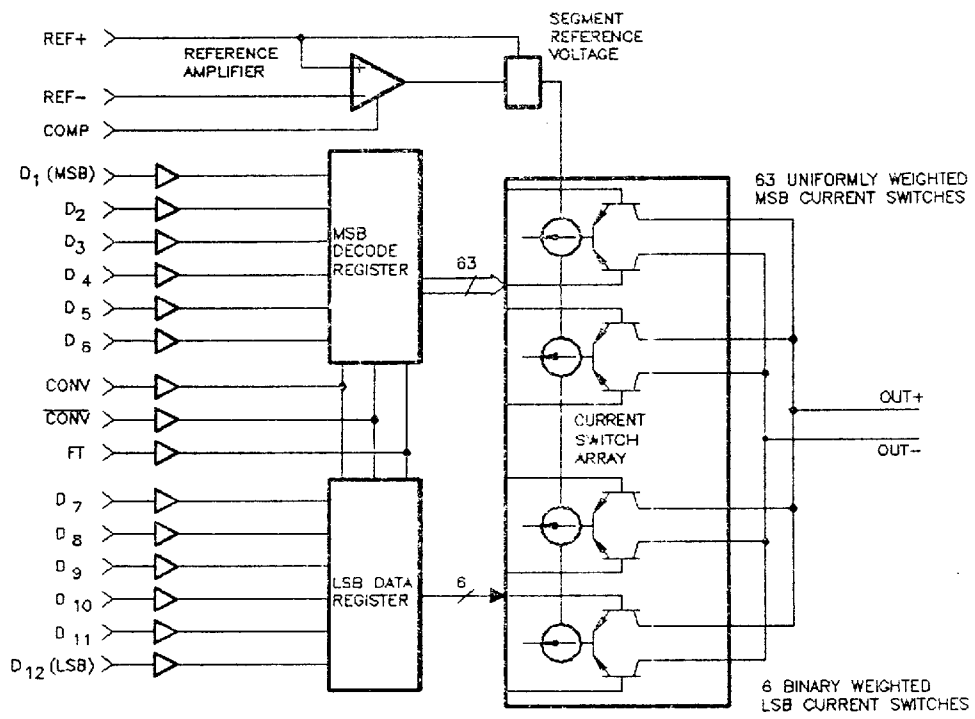 REF+
REFERENCE
AMPLIFIER
SEGMENT
REFERENCE
VOLTAGE
REF-
+
-
COMP
D1 (MSB)
D2
D3
D4
D5
D6
MSB
DECODE
REGISTER
63
63 UNIFORMLY WEIGHTED
MSB CURRENT SWITCHES
CONV
CONV
FT
CURRENT
SWITCH
ARRAY
OUT+
OUT-
D7
D8
D9
D10
D11
D12 (LSB)
LSB DATA
REGISTER
6
6 BINARY WEIGHTED
LSB CURRENT SWITCHES